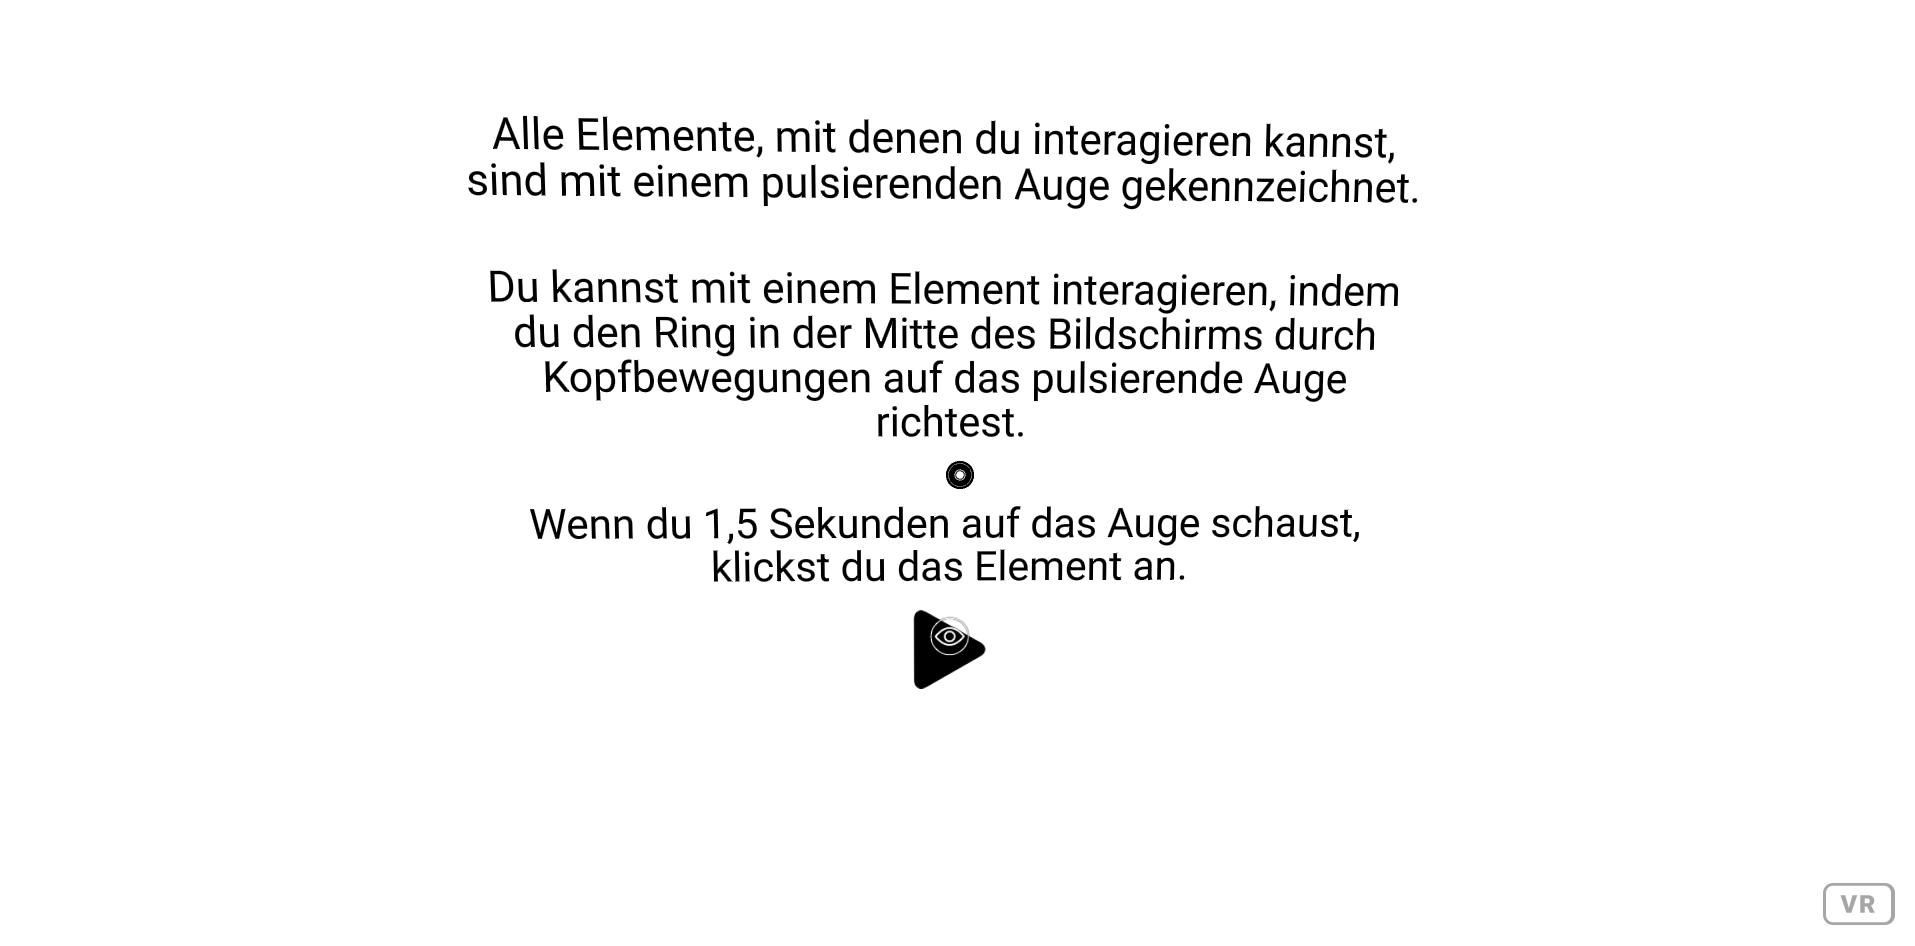 Alle Elemente, mit denen du interagieren kannst,
sind mit einem pulsierenden Auge gekennzeichnet.
Du kannst mit einem Element interagieren, indem
du den Ring in der Mitte des Bildschirms durch
Kopfbewegungen auf das pulsierende Auge
richtest.
Wenn du 1,5 Sekunden auf das Auge schaust,
klickst du das Element an.
VR